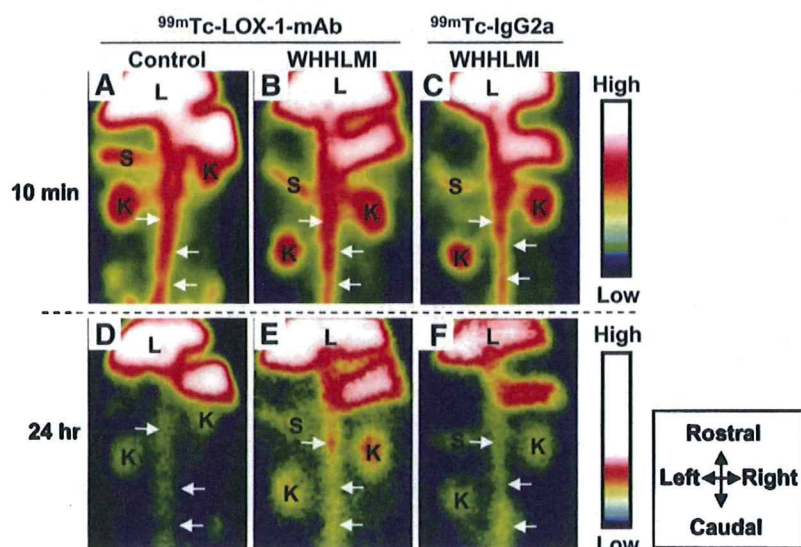 99mTc-LOX-1-mAb 99mTc-IgG2a
Control WHHLMI WHHLMI
A L B L C L High
S K S K S K
10 min K K K
Low
D L E L F L High
24 hr K K S K K S K K
Low
Rostral
Left Right
Caudal